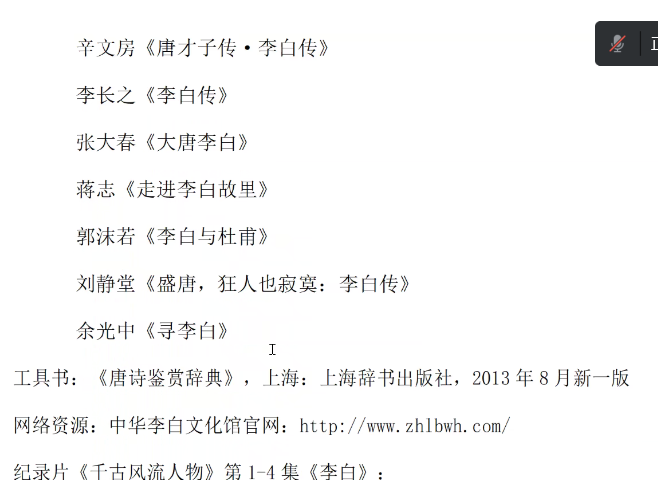 辛文房《唐才子传·李白传》
李长之《李白传》
张大春《大唐李白》
蒋志《走进李白故里》
郭沫若《李白与杜甫》
刘静堂《盛唐，狂人也寂寞：李白传》
余光中《寻李白》
工具书：《唐诗鉴赏辞典》，上海：上海辞书出版社，2013 年 8 月新一版
网络资源：中华李白文化馆官网：http://www.zhlbwh.com/
纪录片《千古风流人物》第 1-4 集《李白》：